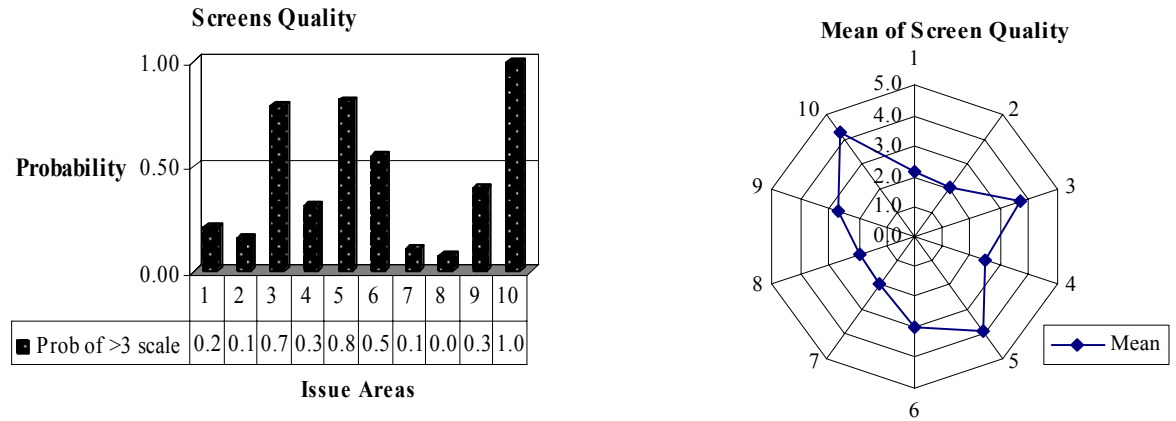 Screens Quality
1.00
Probability 0.50
0.00
1 2 3 4 5 6 7 8 9 10
Prob of >3 scale 0.2 0.1 0.7 0.3 0.8 0.5 0.1 0.0 0.3 1.0
Issue Areas
Mean of Screen Quality
1
2
3
4
5
6
7
8
9
10
5.0
4.0
3.0
2.0
1.0
0.0
Mean